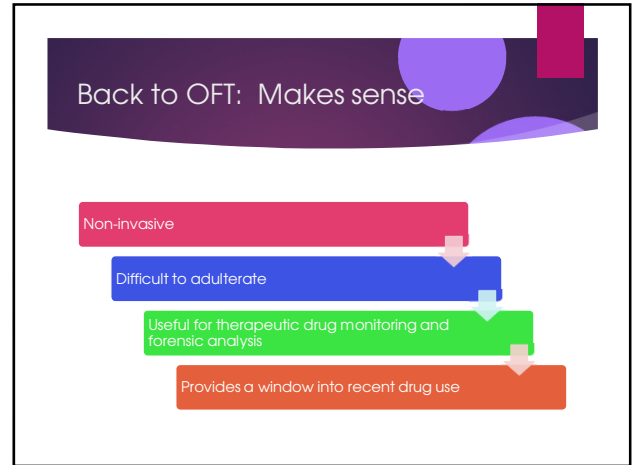 Back to OFT:  Makes sense
Non-invasive
Difficult to adulterate
Useful for therapeutic drug monitoring and
forensic analysis
Provides a window into recent drug use